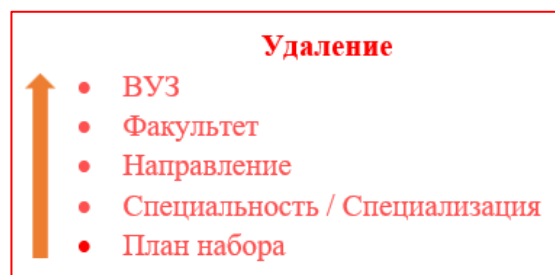 Удаление
ВУЗ
Факультет
Направление
Специальность / Специализация
План набора